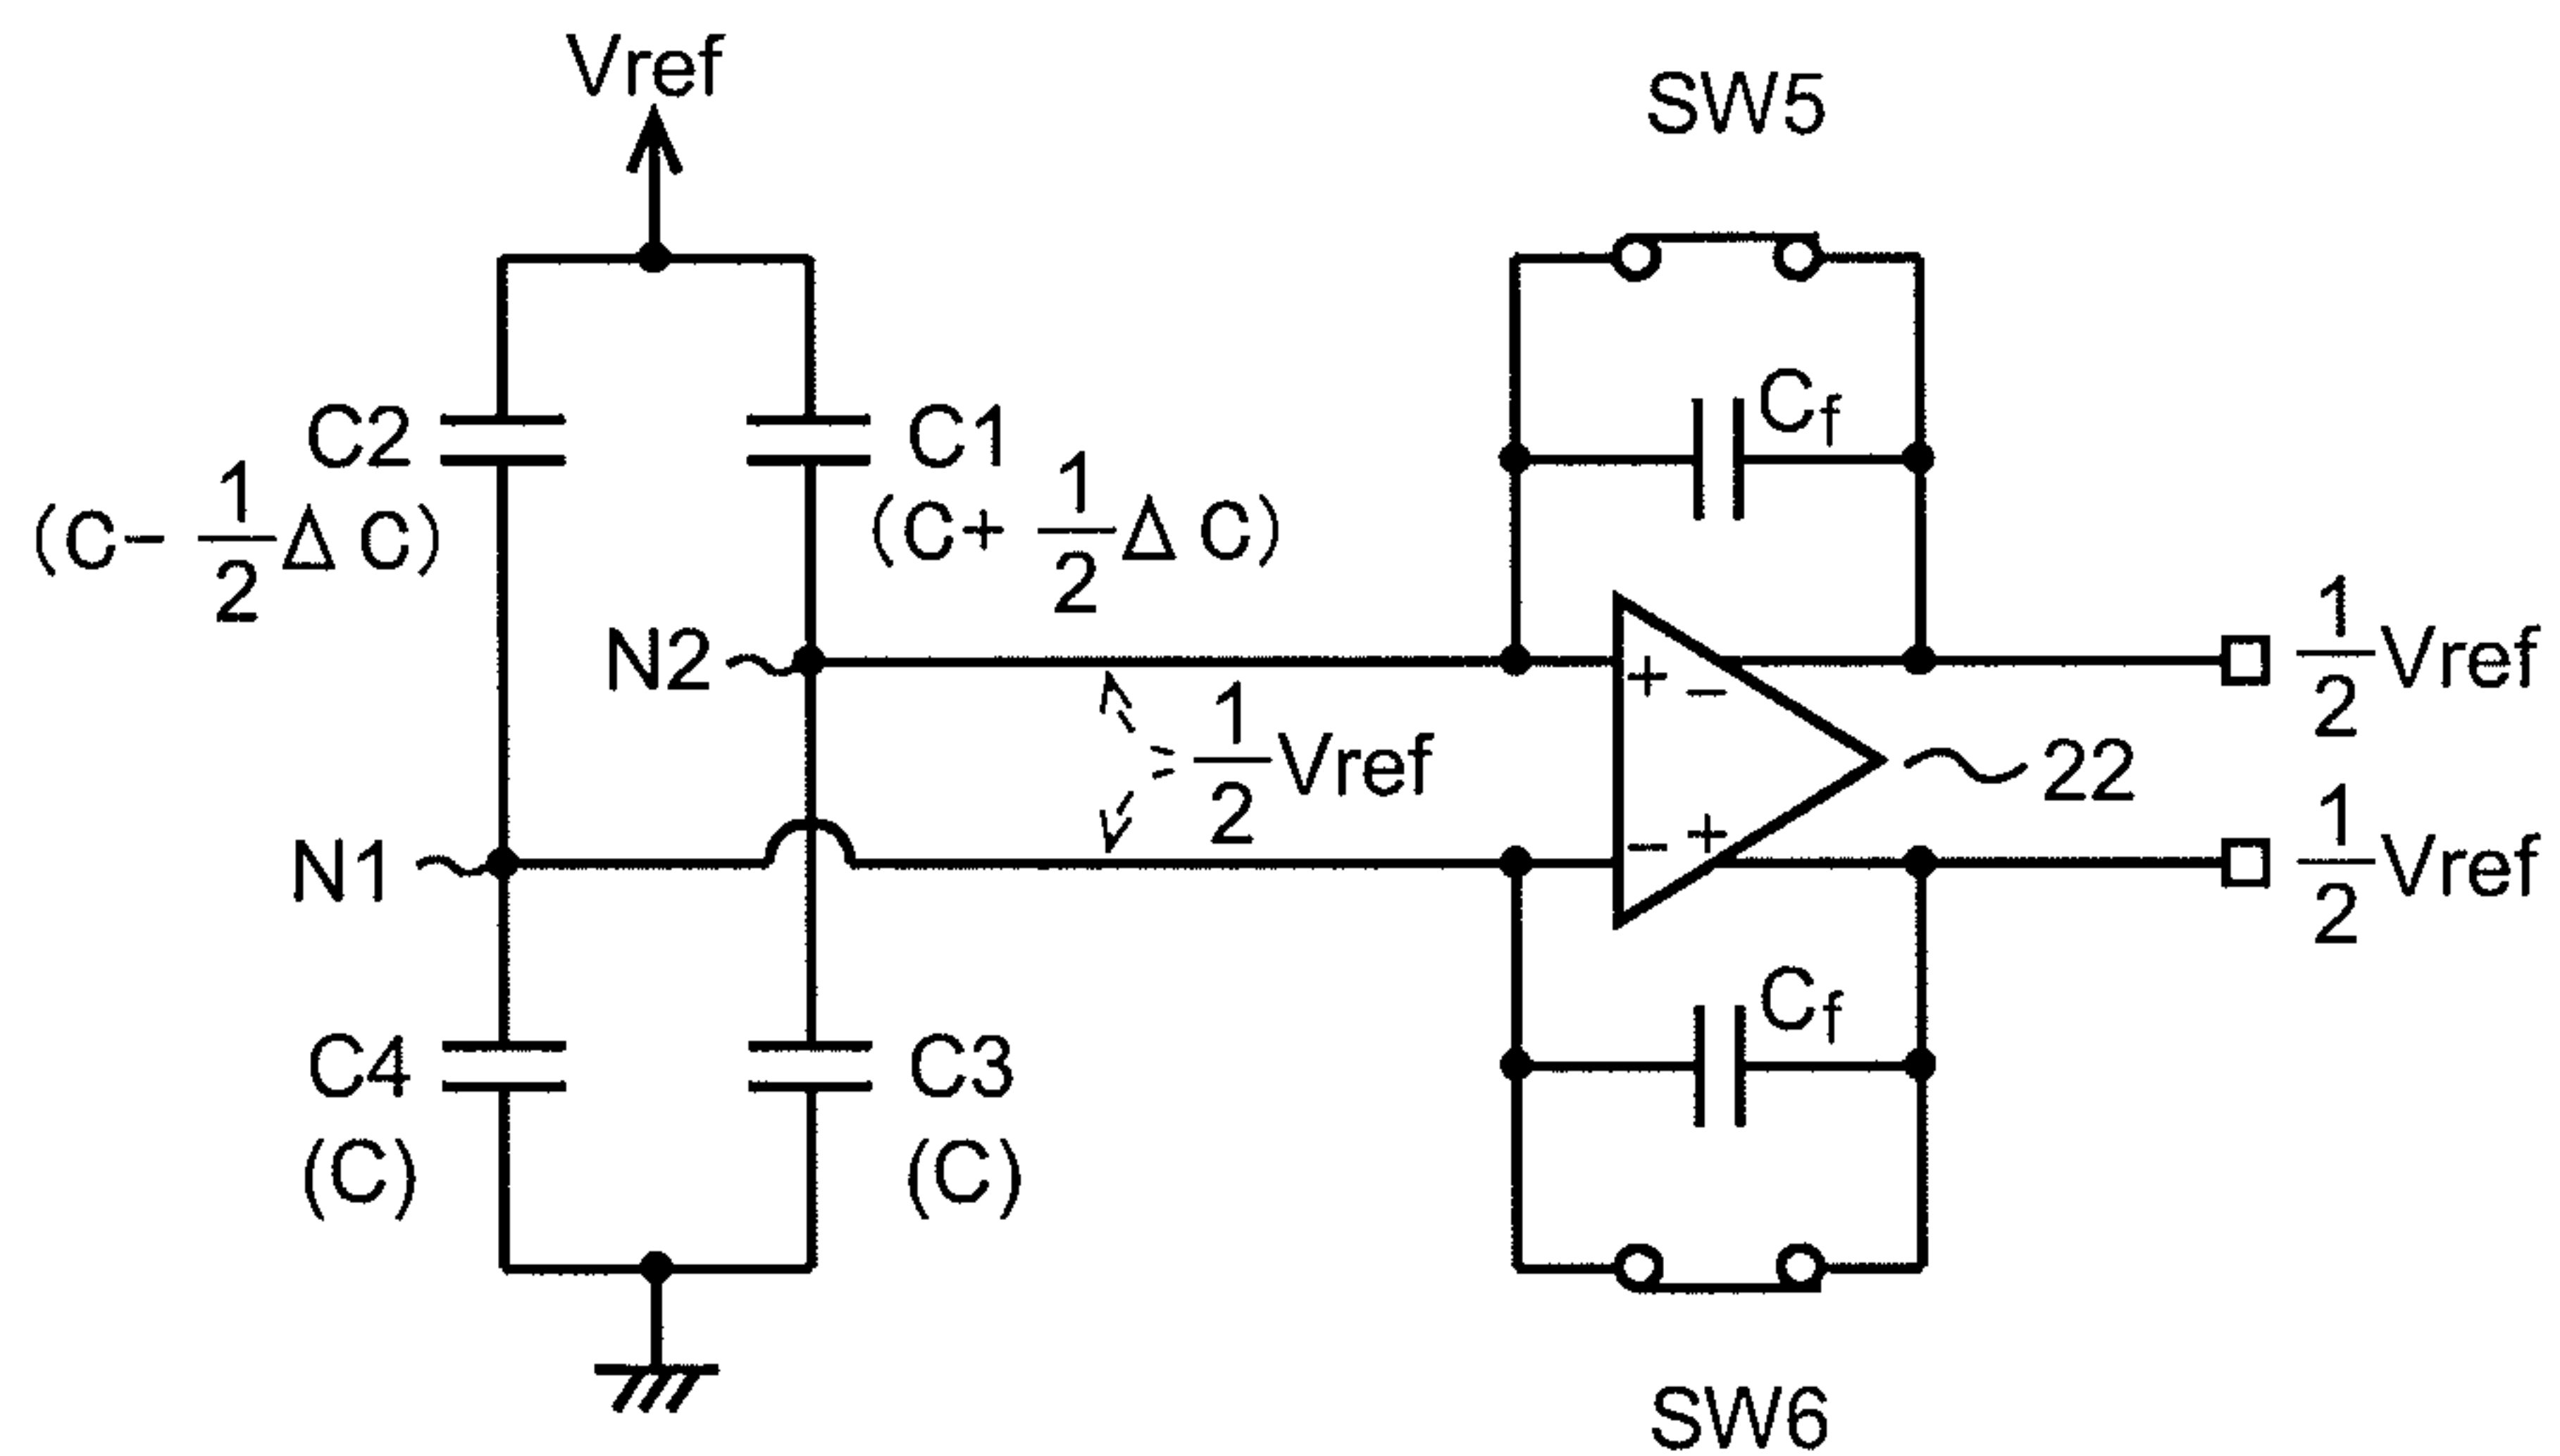 Vref
SW5
C2
(C- 1/2 Δ C)
C1
(C+ 1/2 Δ C)
Cf
N2
+ -
1/2 Vref
1/2 Vref
22
N1
- +
1/2 Vref
C4
(C)
C3
(C)
Cf
SW6